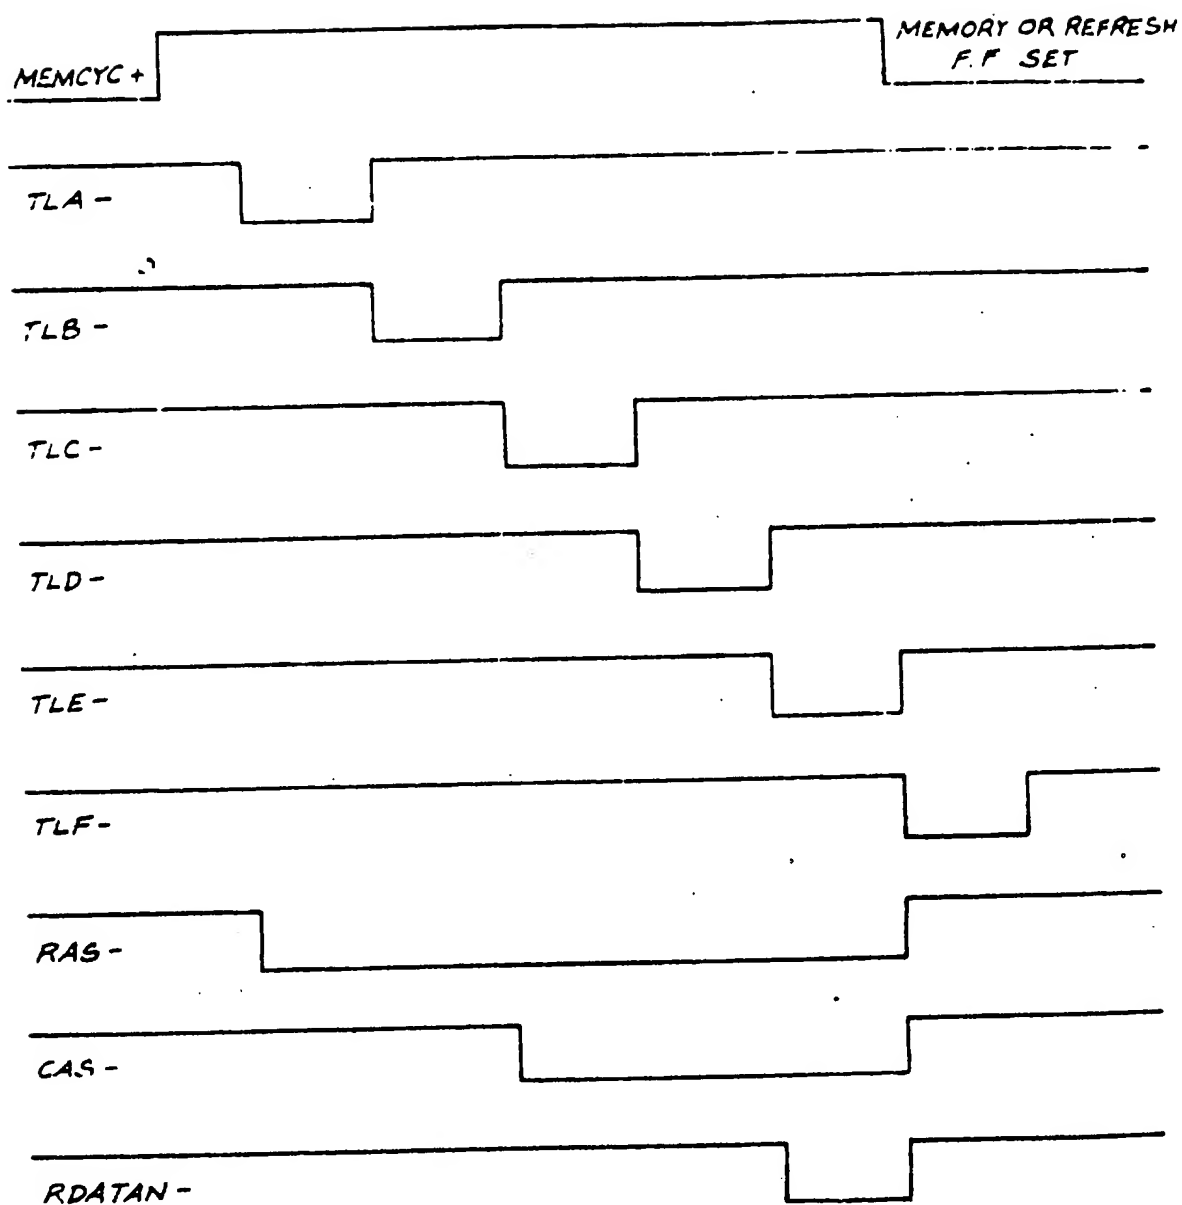 MEMORY OR REFRESH
F.F SET
MEMCYC +
TLA -
TLB -
TLC -
TLD -
TLE -
TLF -
RAS -
CAS -
RDATAN -